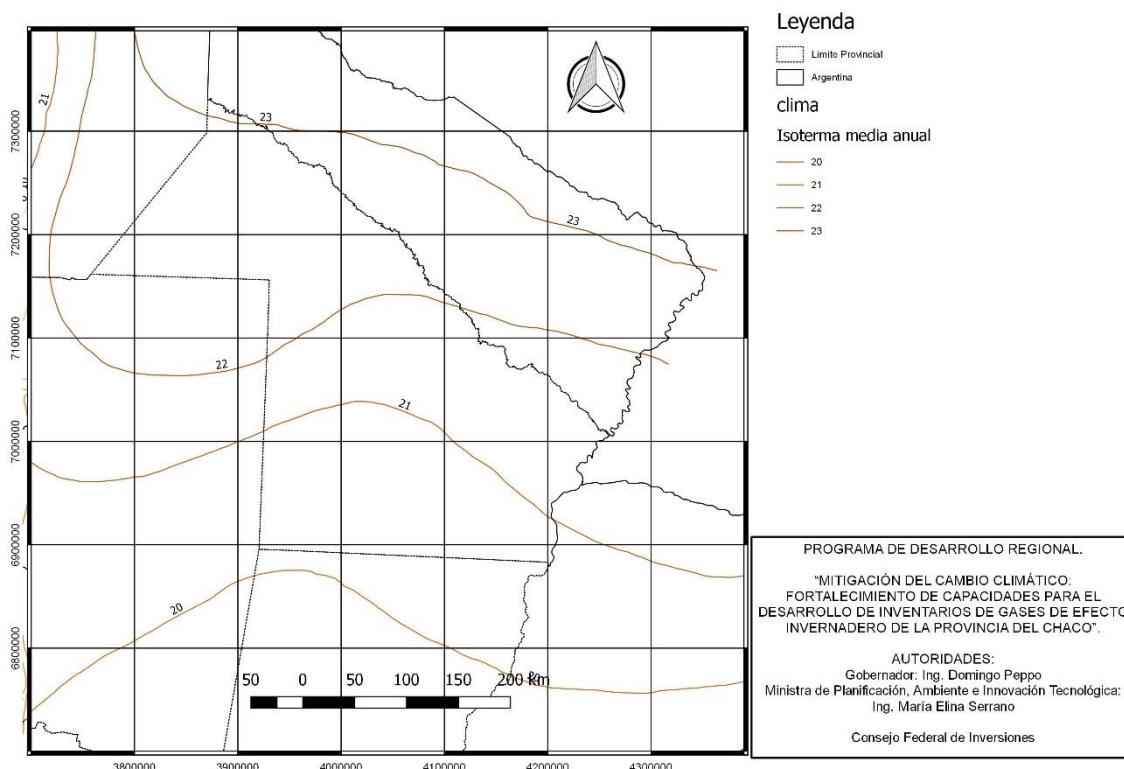 Leyenda
Limite Provincial
Argentina
clima
Isoterma media anual
20
21
22
23
21
23
23
22
21
20
20
7300000
7200000
7100000
7000000
6900000
6800000
50 0 50 100 150 200 km
3800000 3900000 4000000 4100000 4200000 4300000
PROGRAMA DE DESARROLLO REGIONAL.
"MITIGACIÓN DEL CAMBIO CLIMÁTICO:
FORTALECIMIENTO DE CAPACIDADES PARA EL
DESARROLLO DE INVENTARIOS DE GASES DE EFECTO
INVERNADERO DE LA PROVINCIA DEL CHACO".
AUTORIDADES:
Gobernador: Ing. Domingo Peppo
Ministra de Planificación, Ambiente e Innovación Tecnológica:
Ing. María Elina Serrano
Consejo Federal de Inversiones